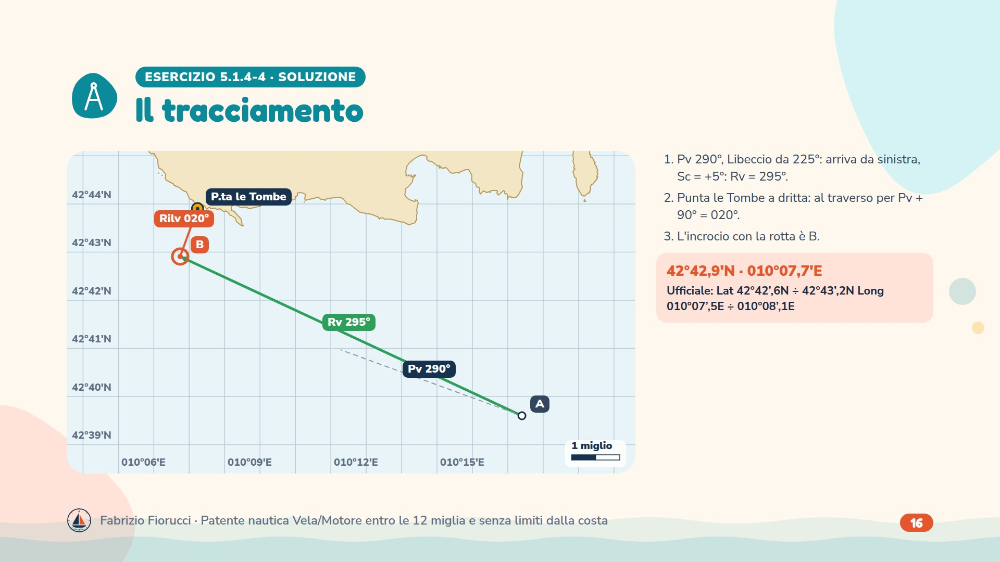 ESERCIZIO 5.1.4-4 · SOLUZIONE
Il tracciamento
42°44'N
42°43'N
42°42'N
42°41'N
42°40'N
42°39'N
P.ta le Tombe
Rilv 020°
B
Rv 295°
Pv 290°
A
1 miglio
010°06'E
010°09'E
010°12'E
010°15'E
1. Pv 290°, Libeccio da 225°: arriva da sinistra,
Sc = +5°: Rv = 295°.
2. Punta le Tombe a dritta: al traverso per Pv +
90° = 020°.
3. L'incrocio con la rotta è B.
42°42,9'N · 010°07,7'E
Ufficiale: Lat 42°42’,6N ÷ 42°43’,2N Long
010°07’,5E ÷ 010°08’,1E
Fabrizio Fiorucci · Patente nautica Vela/Motore entro le 12 miglia e senza limiti dalla costa
16